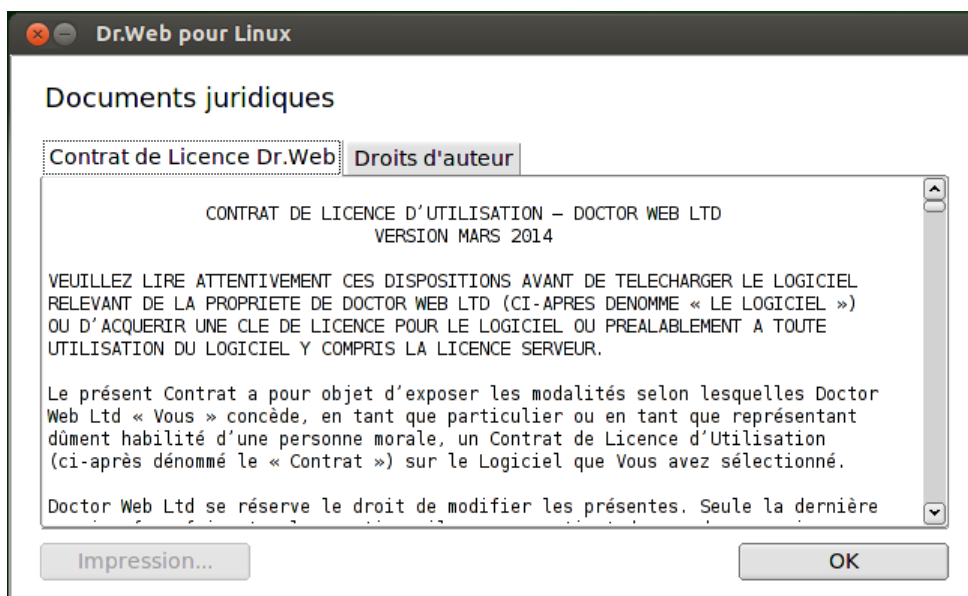 Dr.Web pour Linux
Documents juridiques
Contrat de Licence Dr.Web
Droits d'auteur
CONTRAT DE LICENCE D’UTILISATION – DOCTOR WEB LTD
VERSION MARS 2014
VEUILLEZ LIRE ATTENTIVEMENT CES DISPOSITIONS AVANT DE TELECHARGER LE LOGICIEL
RELEVANT DE LA PROPRIETE DE DOCTOR WEB LTD (CI-APRES DENOMME « LE LOGICIEL »)
OU D’ACQUERIR UNE CLE DE LICENCE POUR LE LOGICIEL OU PREALABLEMENT A TOUTE
UTILISATION DU LOGICIEL Y COMPRIS LA LICENCE SERVEUR.
Le présent Contrat a pour objet d’exposer les modalités selon lesquelles Doctor
Web Ltd « Vous » concède, en tant que particulier ou en tant que représentant
dûment habilité d’une personne morale, un Contrat de Licence d’Utilisation
(ci-après dénommé le « Contrat ») sur le Logiciel que Vous avez sélectionné.
Doctor Web Ltd se réserve le droit de modifier les présentes. Seule la dernière
Impression...
OK